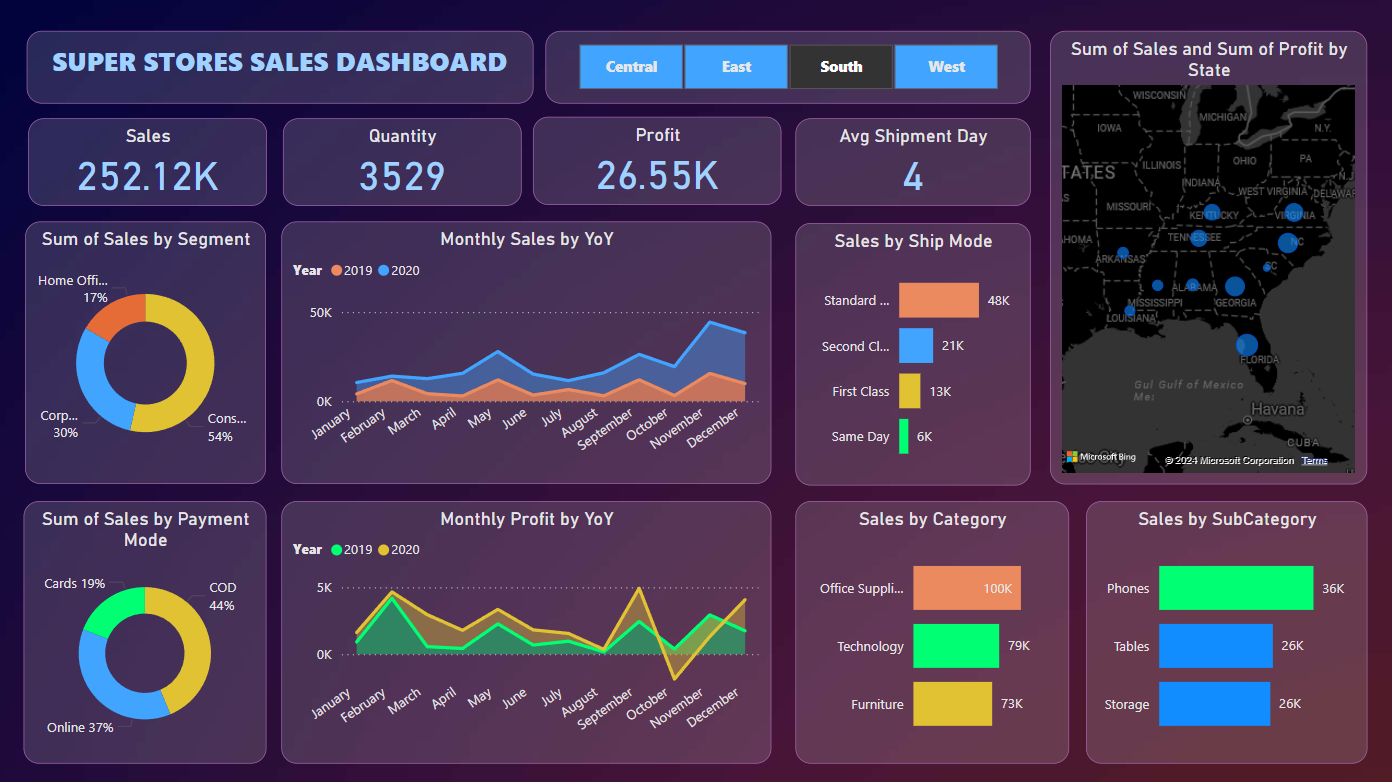 SUPER STORES SALES DASHBOARD
Central
East
South
West
Sum of Sales and Sum of Profit by
State
Sales
252.12K
Quantity
3529
Profit
26.55K
Avg Shipment Day
4
WISCONSIN
MICHIGAN
IOWA
N.Y.
ILLINOIS
OHIO
PA
TATES
INDIANA
N.J.
MISSOURI
WEST VIRGINIA
DELAWAR
KENTUCKY
VIRGINIA
HOMA
TENNESSEE
NC
ARKANSAS
SC
ALABAMA
MISSISSIPPI
GEORGIA
LOUISIANA
FLORIDA
Gulf of Mexico
Havana
CUBA
Microsoft Bing
© 2024 Microsoft Corporation
Terms
Sum of Sales by Segment
Home Offi...
17%
Corp...
30%
Cons...
54%
Monthly Sales by YoY
Year
2019
2020
50K
0K
January
February
March
April
May
June
July
August
September
October
November
December
Sales by Ship Mode
Standard ...
48K
Second Cl...
21K
First Class
13K
Same Day
6K
Sum of Sales by Payment
Mode
Cards 19%
COD
44%
Online 37%
Monthly Profit by YoY
Year
2019
2020
5K
0K
January
February
March
April
May
June
July
August
September
October
November
December
Sales by Category
Office Suppli...
100K
Technology
79K
Furniture
73K
Sales by SubCategory
Phones
36K
Tables
26K
Storage
26K